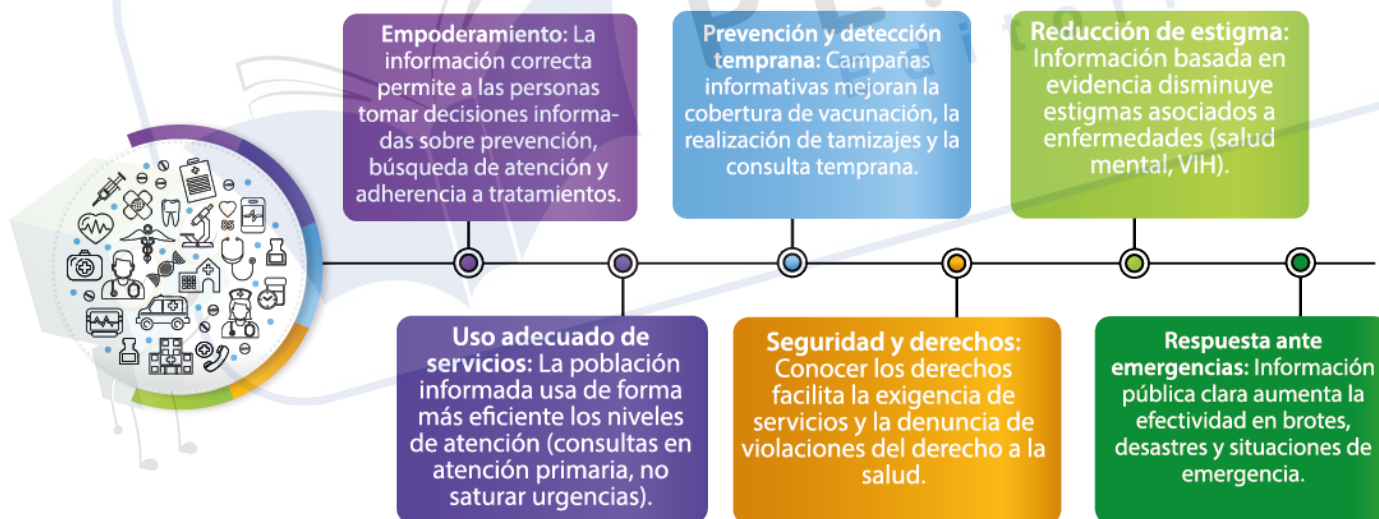 Empoderamiento: La
información correcta
permite a las personas
tomar decisiones informa-
das sobre prevención,
búsqueda de atención y
adherencia a tratamientos.
Uso adecuado de
servicios: La población
informada usa de forma
más eficiente los niveles
de atención (consultas en
atención primaria, no
saturar urgencias).
Prevención y detección
temprana: Campañas
informativas mejoran la
cobertura de vacunación, la
realización de tamizajes y la
consulta temprana.
Seguridad y derechos:
Conocer los derechos
facilita la exigencia de
servicios y la denuncia de
violaciones del derecho a la
salud.
Reducción de estigma:
Información basada en
evidencia disminuye
estigmas asociados a
enfermedades (salud
mental, VIH).
Respuesta ante
emergencias: Información
pública clara aumenta la
efectividad en brotes,
desastres y situaciones de
emergencia.